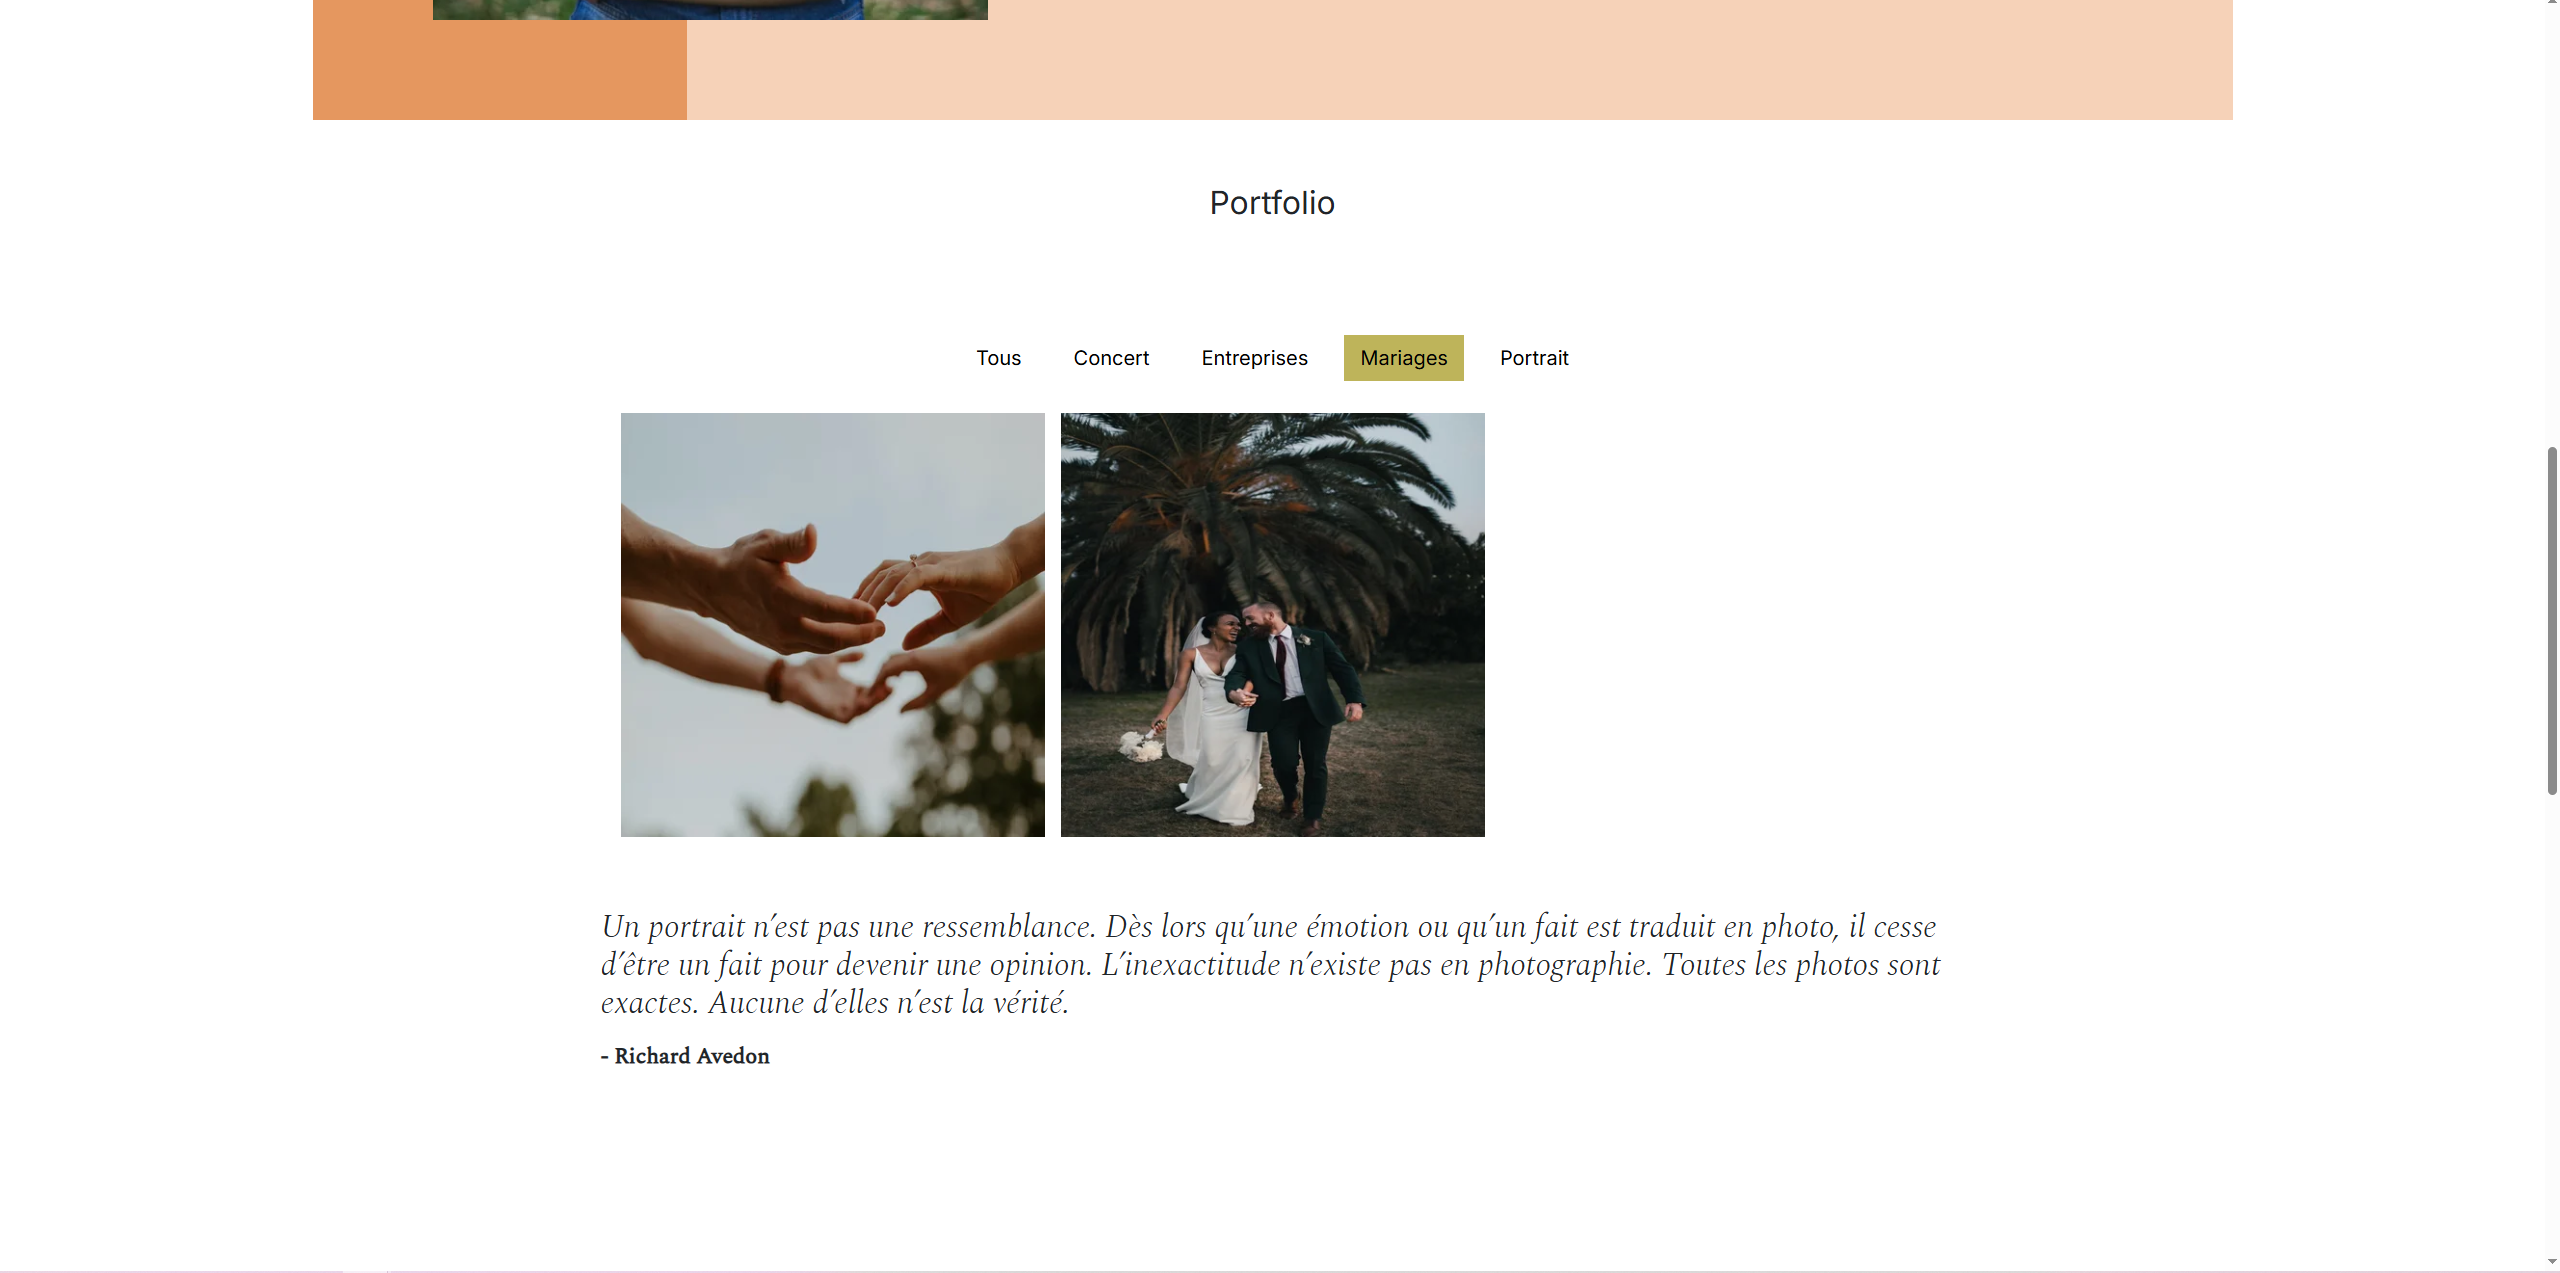 Portfolio
Tous Concert Entreprises Mariages Portrait
Un portrait n’est pas une ressemblance. Dès lors qu’une émotion ou qu’un fait est traduit en photo, il cesse
d’être un fait pour devenir une opinion. L’inexactitude n’existe pas en photographie. Toutes les photos sont
exactes. Aucune d’elles n’est la vérité.
- Richard Avedon